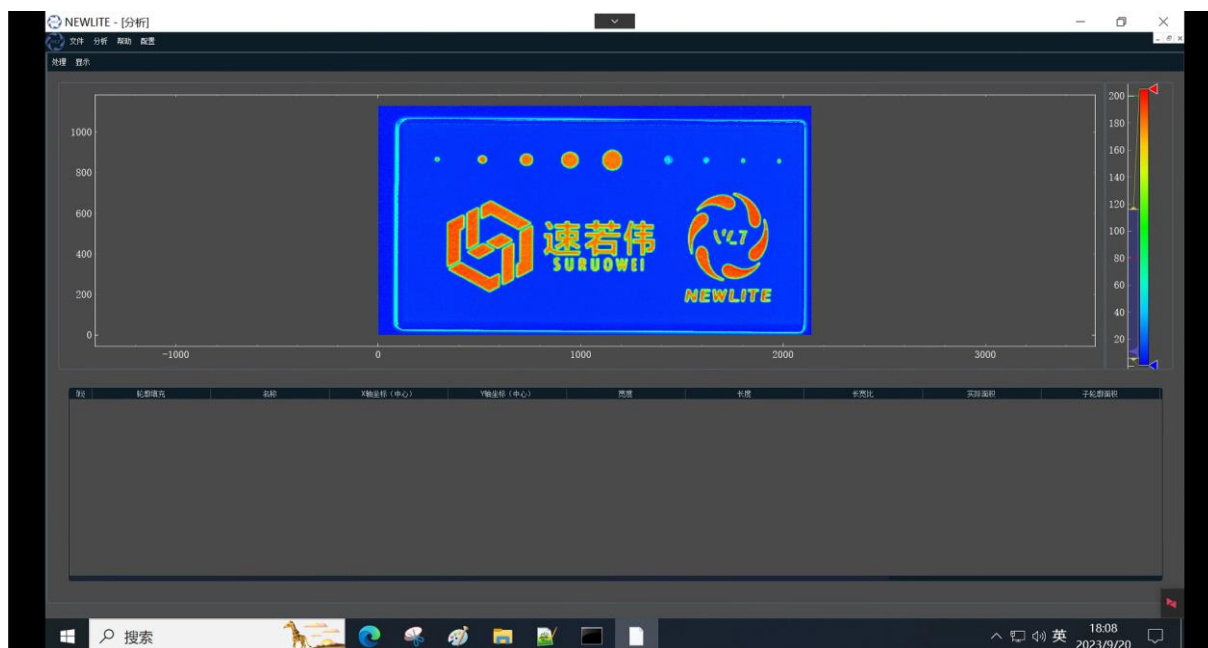 NEWLITE - [分析]
文件 分析 帮助 配置
处理 显示
1000
800
600
400
200
0
-1000 0 1000 2000 3000
200
180
160
140
120
100
80
60
40
20
速若伟
SURUOWEI
NEWLITE
轮廓填充 名称 X轴坐标（中心） Y轴坐标（中心） 宽度 长度 长宽比 实际面积 子轮廓面积
搜索
英
18:08
2023/9/20